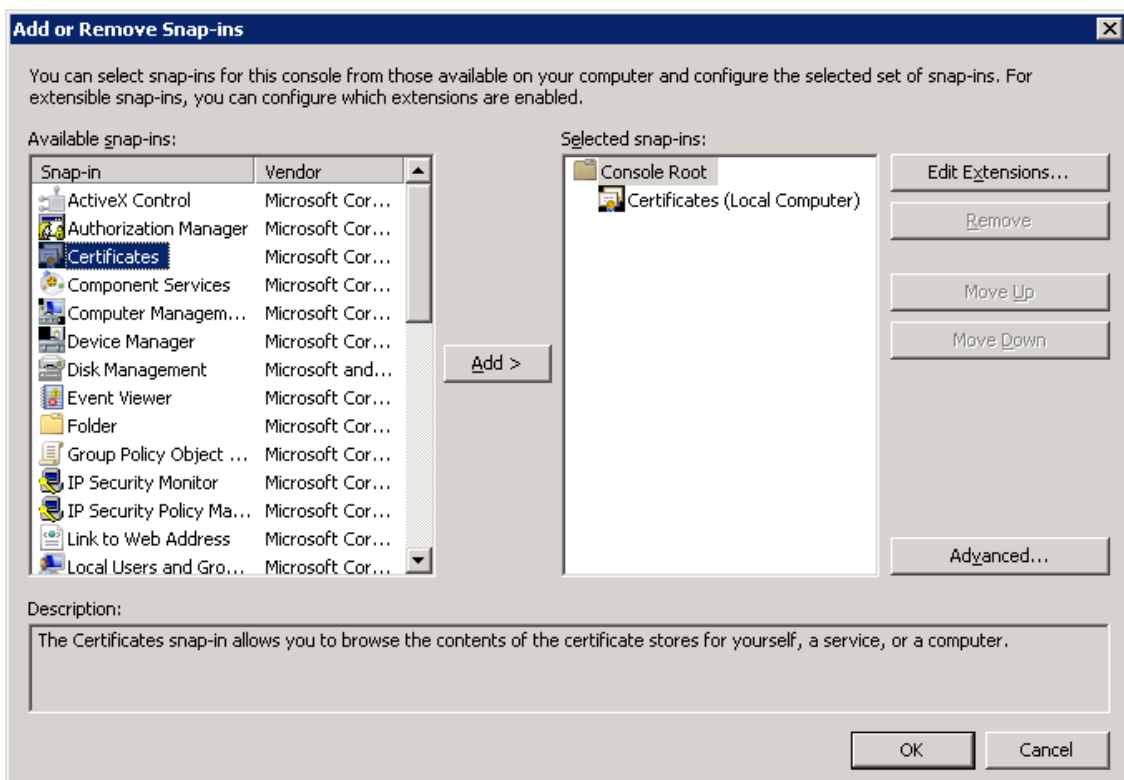 Add or Remove Snap-ins
You can select snap-ins for this console from those available on your computer and configure the selected set of snap-ins. For
extensible snap-ins, you can configure which extensions are enabled.
Available snap-ins:
Snap-in Vendor
ActiveX Control Microsoft Cor...
Authorization Manager Microsoft Cor...
Certificates Microsoft Cor...
Component Services Microsoft Cor...
Computer Managem... Microsoft Cor...
Device Manager Microsoft Cor...
Disk Management Microsoft and...
Event Viewer Microsoft Cor...
Folder Microsoft Cor...
Group Policy Object ... Microsoft Cor...
IP Security Monitor Microsoft Cor...
IP Security Policy Ma... Microsoft Cor...
Link to Web Address Microsoft Cor...
Local Users and Gro... Microsoft Cor...
Add >
Selected snap-ins:
Console Root
Certificates (Local Computer)
Edit Extensions...
Remove
Move Up
Move Down
Advanced...
Description:
The Certificates snap-in allows you to browse the contents of the certificate stores for yourself, a service, or a computer.
OK Cancel